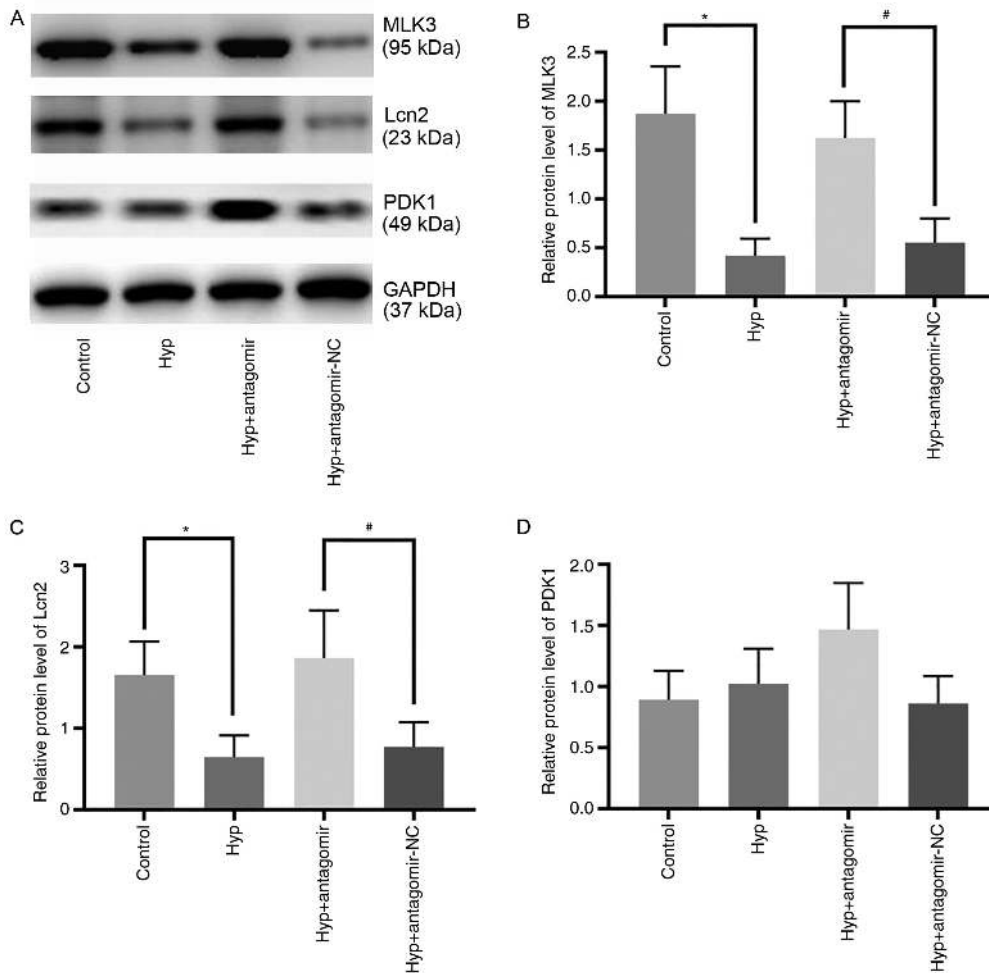 A
MLK3
(95 kDa)
Lcn2
(23 kDa)
PDK1
(49 kDa)
GAPDH
(37 kDa)
Control
Hyp
Hyp+antagomir
Hyp+antagomir-NC
B
Relative protein level of MLK3
2.5
2.0
1.5
1.0
0.5
0.0
*
#
Control
Hyp
Hyp+antagomir
Hyp+antagomir-NC
C
Relative protein level of Lcn2
3
2
1
0
*
#
Control
Hyp
Hyp+antagomir
Hyp+antagomir-NC
D
Relative protein level of PDK1
2.0
1.5
1.0
0.5
0.0
Control
Hyp
Hyp+antagomir
Hyp+antagomir-NC